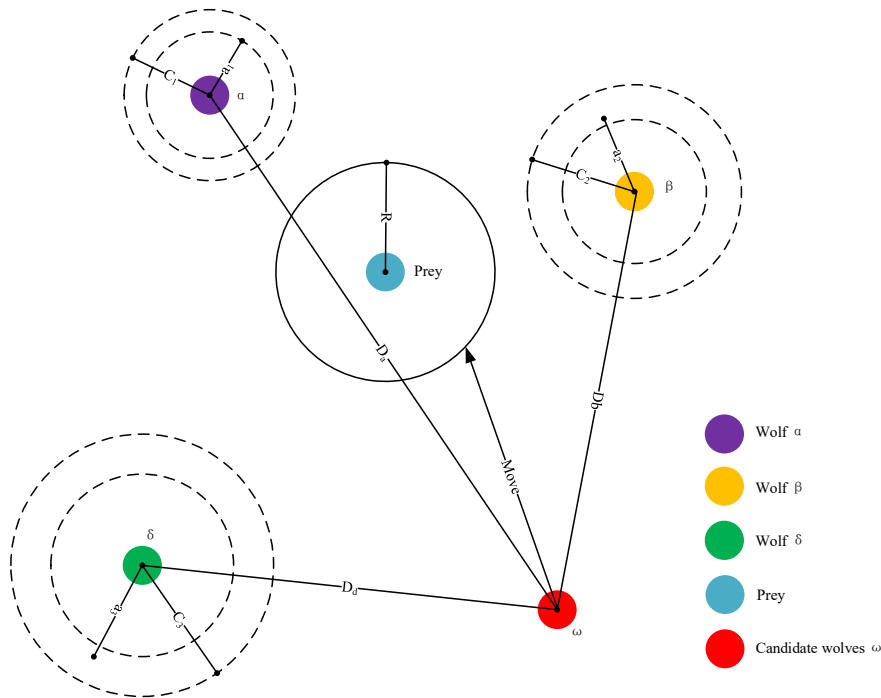 C1
a1
α
a2
C2
β
R
Prey
Da
Db
Move
Wolf α
Wolf β
Wolf δ
Prey
Candidate wolves ω
δ
Dd
a3
C3
ω